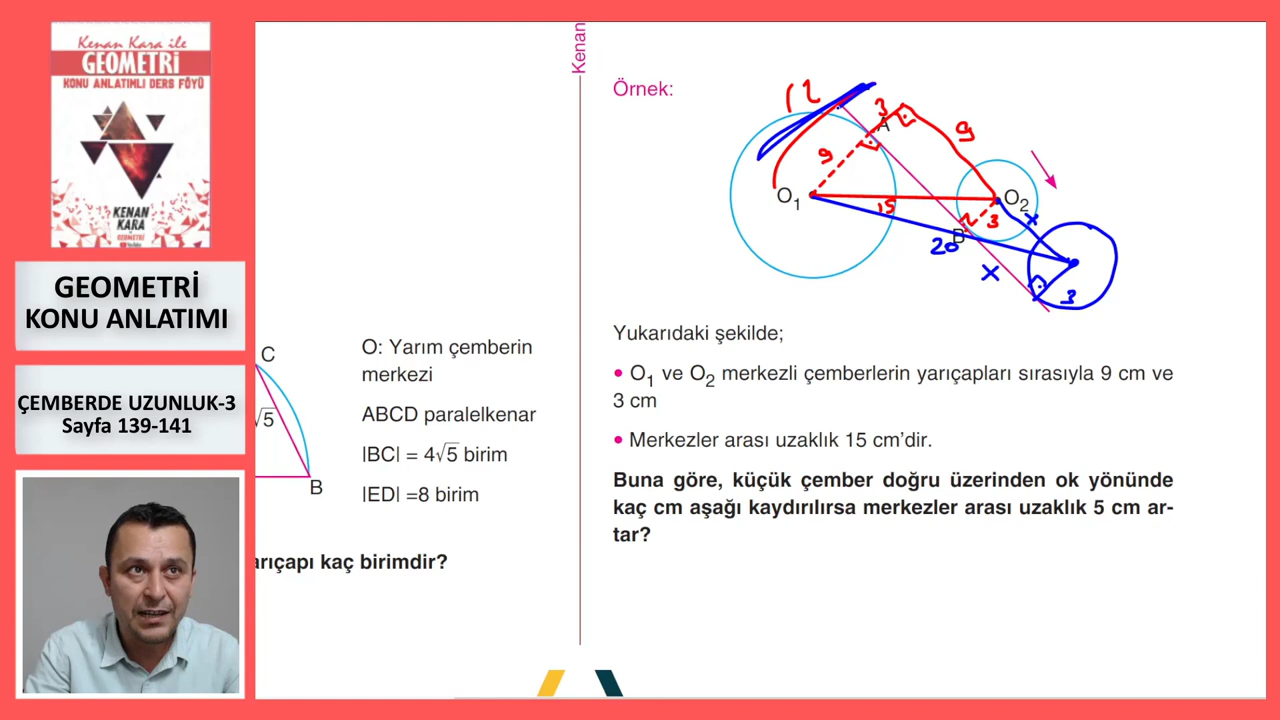 Kenan Kara ile
GEOMETRİ
KONU ANLATIMLI DERS FÖYÜ
KENAN
KARA
GEOMETRİ
KONU ANLATIMI
ÇEMBERDE UZUNLUK-3
Sayfa 139-141
C
√5
B
O: Yarım çemberin
merkezi
ABCD paralelkenar
|BC| = 4√5 birim
|ED| =8 birim
arıçapı kaç birimdir?
Kenan
Örnek:
12
3
A
9
9
O1
15
O2
3
B
20
x
x
3
Yukarıdaki şekilde;
• O1 ve O2 merkezli çemberlerin yarıçapları sırasıyla 9 cm ve
3 cm
• Merkezler arası uzaklık 15 cm’dir.
Buna göre, küçük çember doğru üzerinden ok yönünde
kaç cm aşağı kaydırılırsa merkezler arası uzaklık 5 cm ar-
tar?